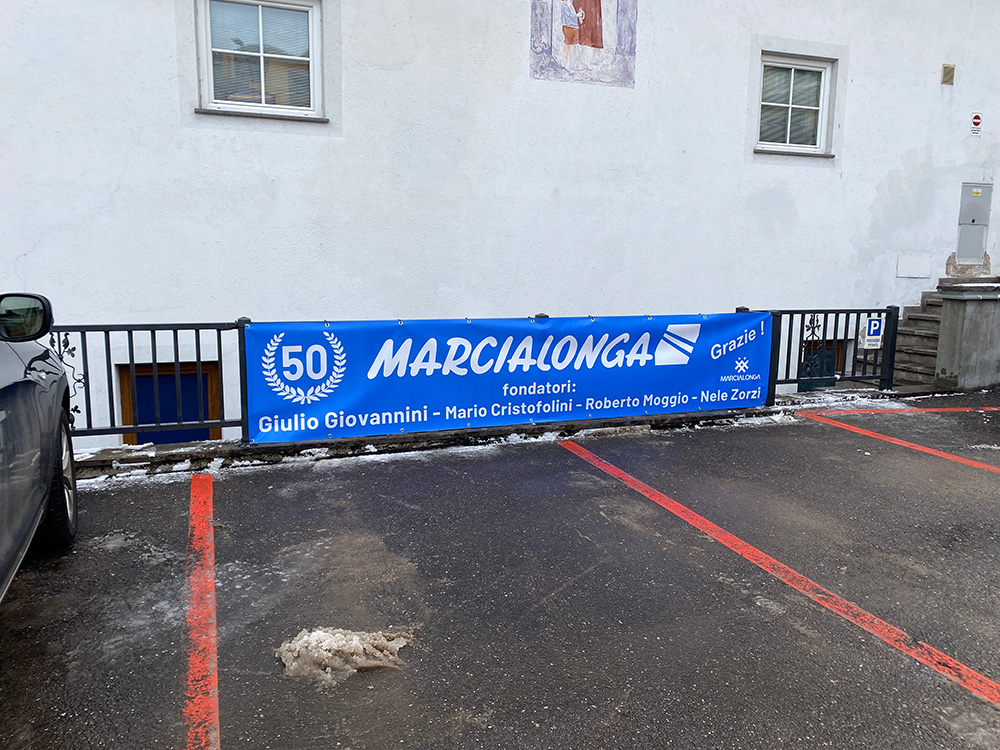 50
MARCIALONGA
Grazie !
MARCIALONGA
fondatori:
Giulio Giovannini - Mario Cristofolini - Roberto Moggio - Nele Zorzi
P